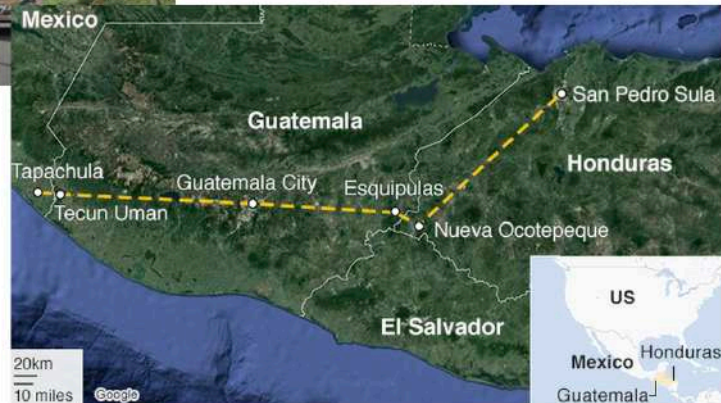 Mexico
San Pedro Sula
Guatemala
Honduras
Tapachula
Guatemala City
Esquipulas
Tecun Uman
Nueva Ocotepeque
El Salvador
US
Mexico
Honduras
Guatemala
20km
10 miles
Google